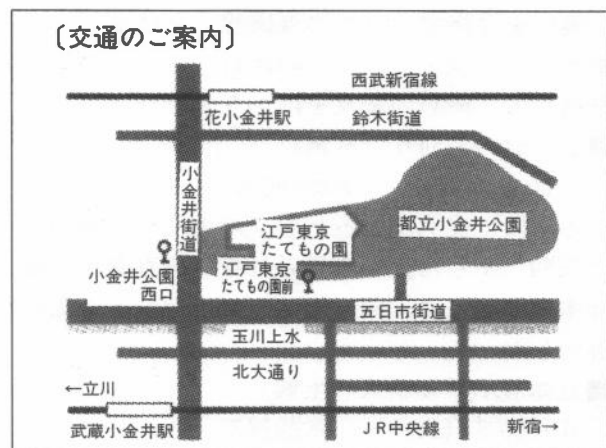 〔交通のご案内〕
西武新宿線
花小金井駅
鈴木街道
小金井街道
江戸東京
たてもの園
都立小金井公園
小金井公園
西口
江戸東京
たてもの園前
五日市街道
玉川上水
北大通り
←立川
武蔵小金井駅
JR中央線
新宿→